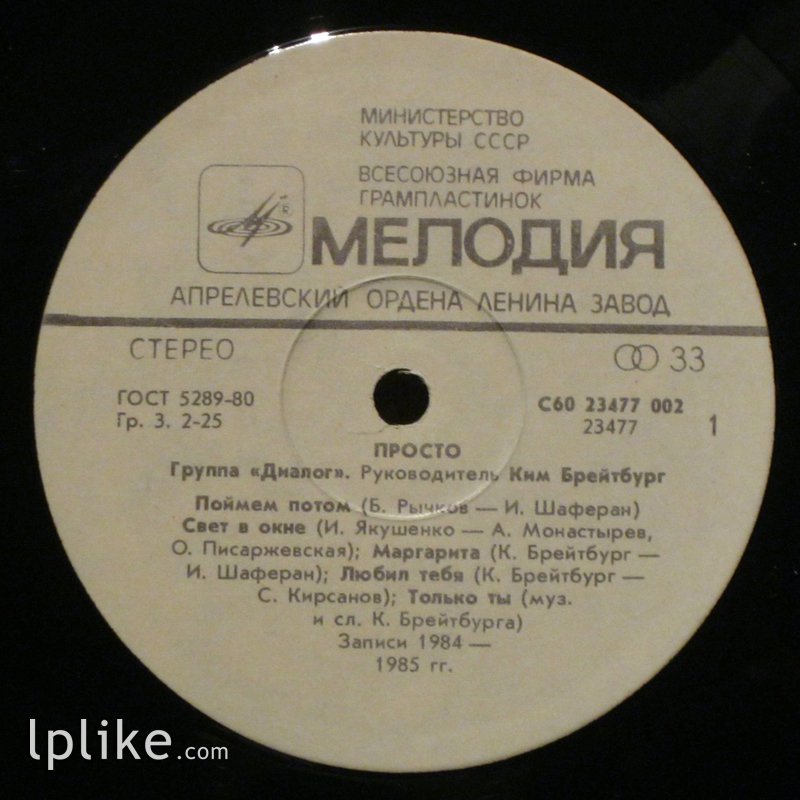 МИНИСТЕРСТВО
КУЛЬТУРЫ СССР
ВСЕСОЮЗНАЯ ФИРМА
ГРАМПЛАСТИНОК
МЕЛОДИЯ
АПРЕЛЕВСКИЙ ОРДЕНА ЛЕНИНА ЗАВОД
СТЕРЕО 33
ГОСТ 5289-80 С60 23477 002
Гр. 3. 2-25 23477 1
ПРОСТО
Группа «Диалог». Руководитель Ким Брейтбург
Поймем потом (Б. Рычков — И. Шаферан)
Свет в окне (И. Якушенко — А. Монастырев,
О. Писаржевская); Маргарита (К. Брейтбург —
И. Шаферан); Любил тебя (К. Брейтбург —
С. Кирсанов); Только ты (муз.
и сл. К. Брейтбурга)
Записи 1984 —
1985 гг.
lplike.com